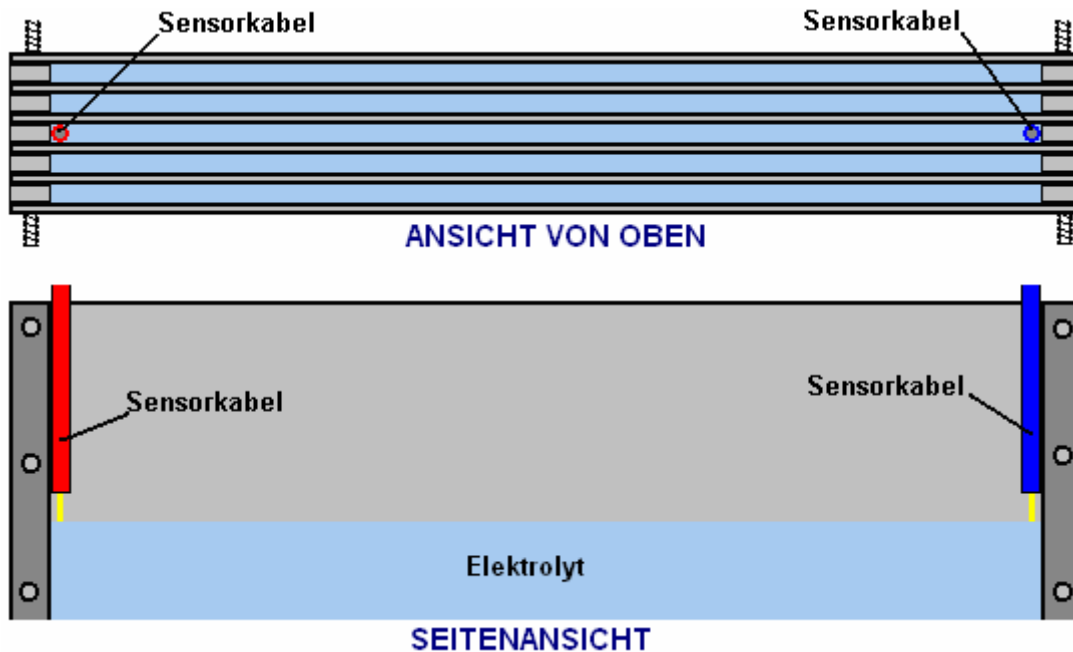 Sensorkabel
Sensorkabel
ANSICHT VON OBEN
Sensorkabel
Sensorkabel
Elektrolyt
SEITENANSICHT